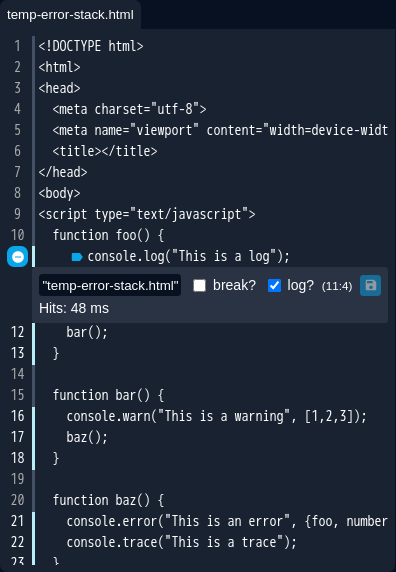 temp-error-stack.html
1 <!DOCTYPE html>
2 <html>
3 <head>
4 <meta charset="utf-8">
5 <meta name="viewport" content="width=device-widt
6 <title></title>
7 </head>
8 <body>
9 <script type="text/javascript">
10 function foo() {
console.log("This is a log");
"temp-error-stack.html" break? log? (11:4)
Hits: 48 ms
12 bar();
13 }
14
15 function bar() {
16 console.warn("This is a warning", [1,2,3]);
17 baz();
18 }
19
20 function baz() {
21 console.error("This is an error", {foo, number
22 console.trace("This is a trace");
23 }